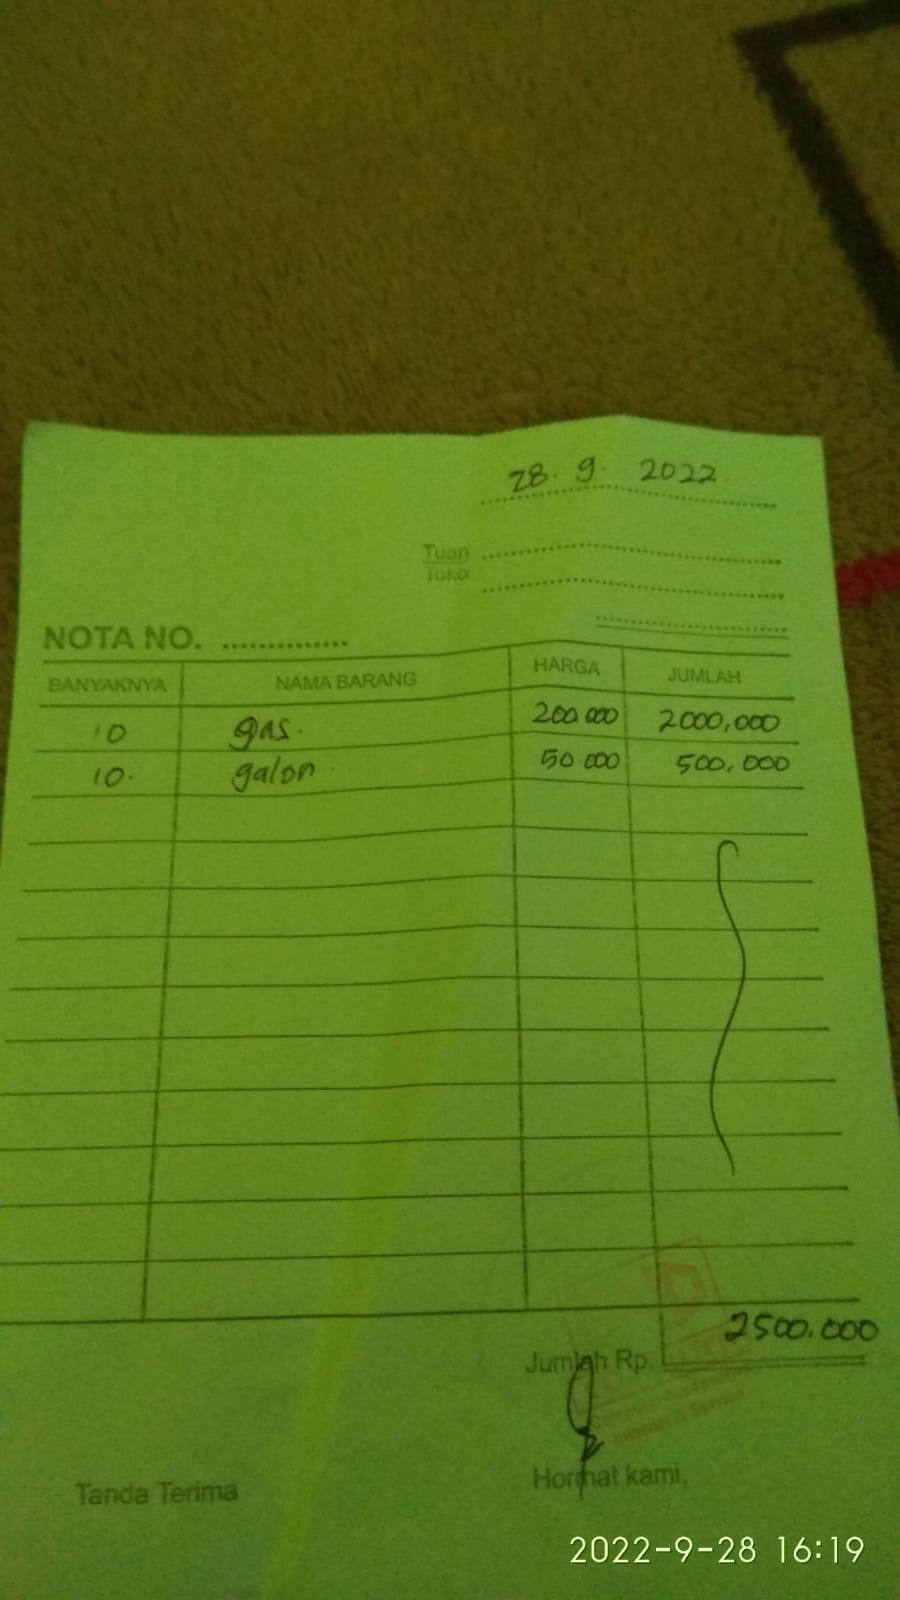 28. 9. 2022
Tuan
Toko
NOTA NO. ..............
BANYAKNYA NAMA BARANG HARGA JUMLAH
10 gas. 200 000 2000,000
10. galon 50 000 500,000
2500.000
Jumlah Rp.
Tanda Terima Hormat kami,
2022-9-28 16:19